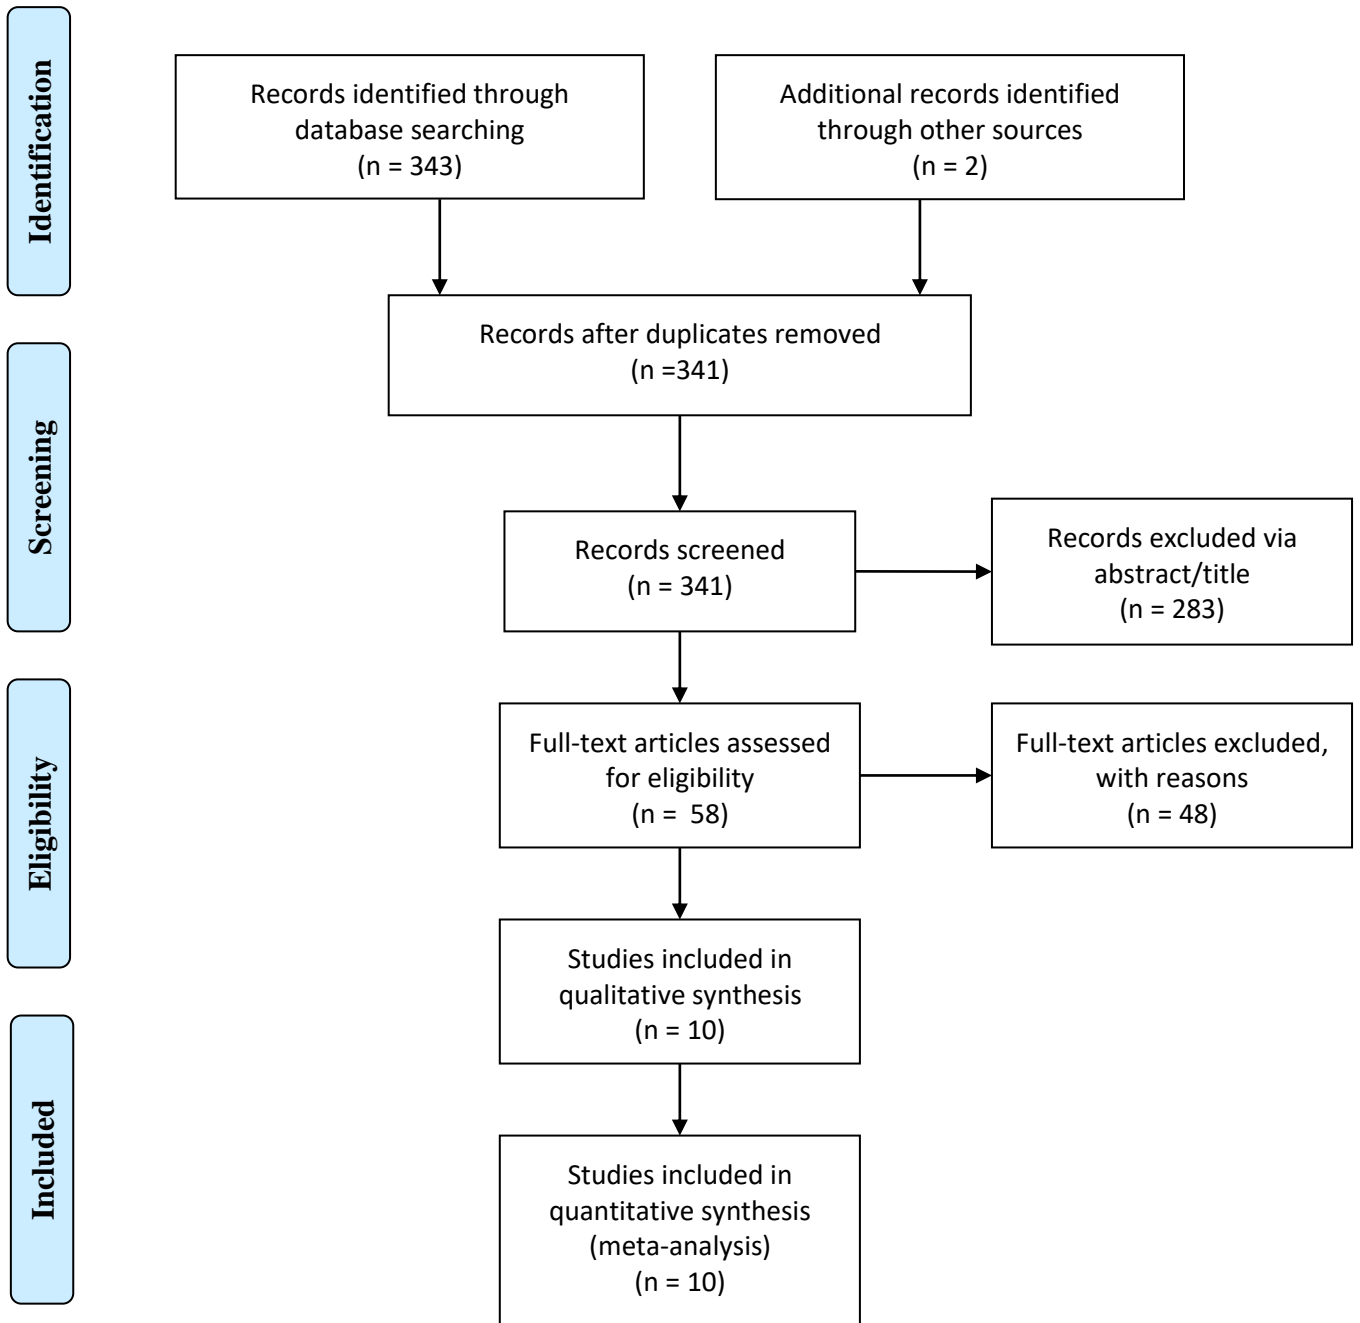 Identification
Records identified through
database searching
(n = 343)
Additional records identified
through other sources
(n = 2)
Records after duplicates removed
(n =341)
Screening
Records screened
(n = 341)
Records excluded via
abstract/title
(n = 283)
Eligibility
Full-text articles assessed
for eligibility
(n =  58)
Full-text articles excluded,
with reasons
(n = 48)
Studies included in
qualitative synthesis
(n = 10)
Included
Studies included in
quantitative synthesis
(meta-analysis)
(n = 10)